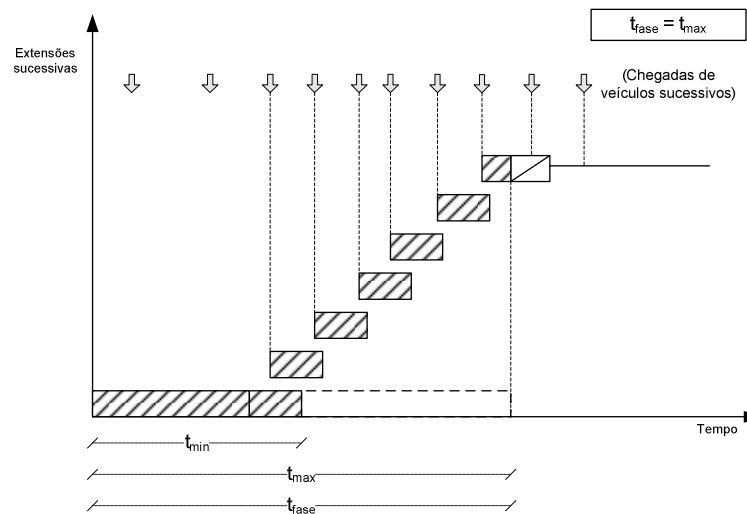 t_fase = t_max
Extensões
sucessivas
(Chegadas de
veículos sucessivos)
Tempo
t_min
t_max
t_fase